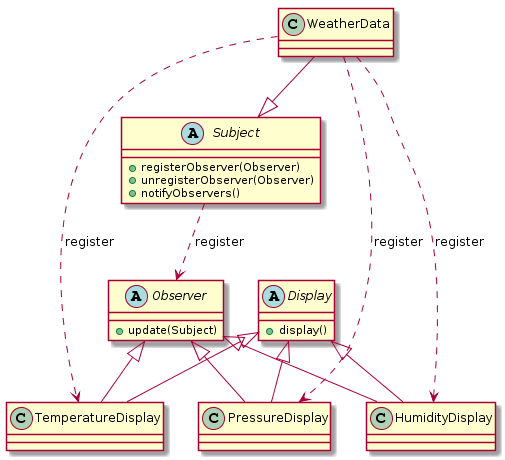 C WeatherData
A Subject
registerObserver(Observer)
unregisterObserver(Observer)
notifyObservers()
register
register
register
register
A Observer
update(Subject)
A Display
display()
C TemperatureDisplay
C PressureDisplay
C HumidityDisplay